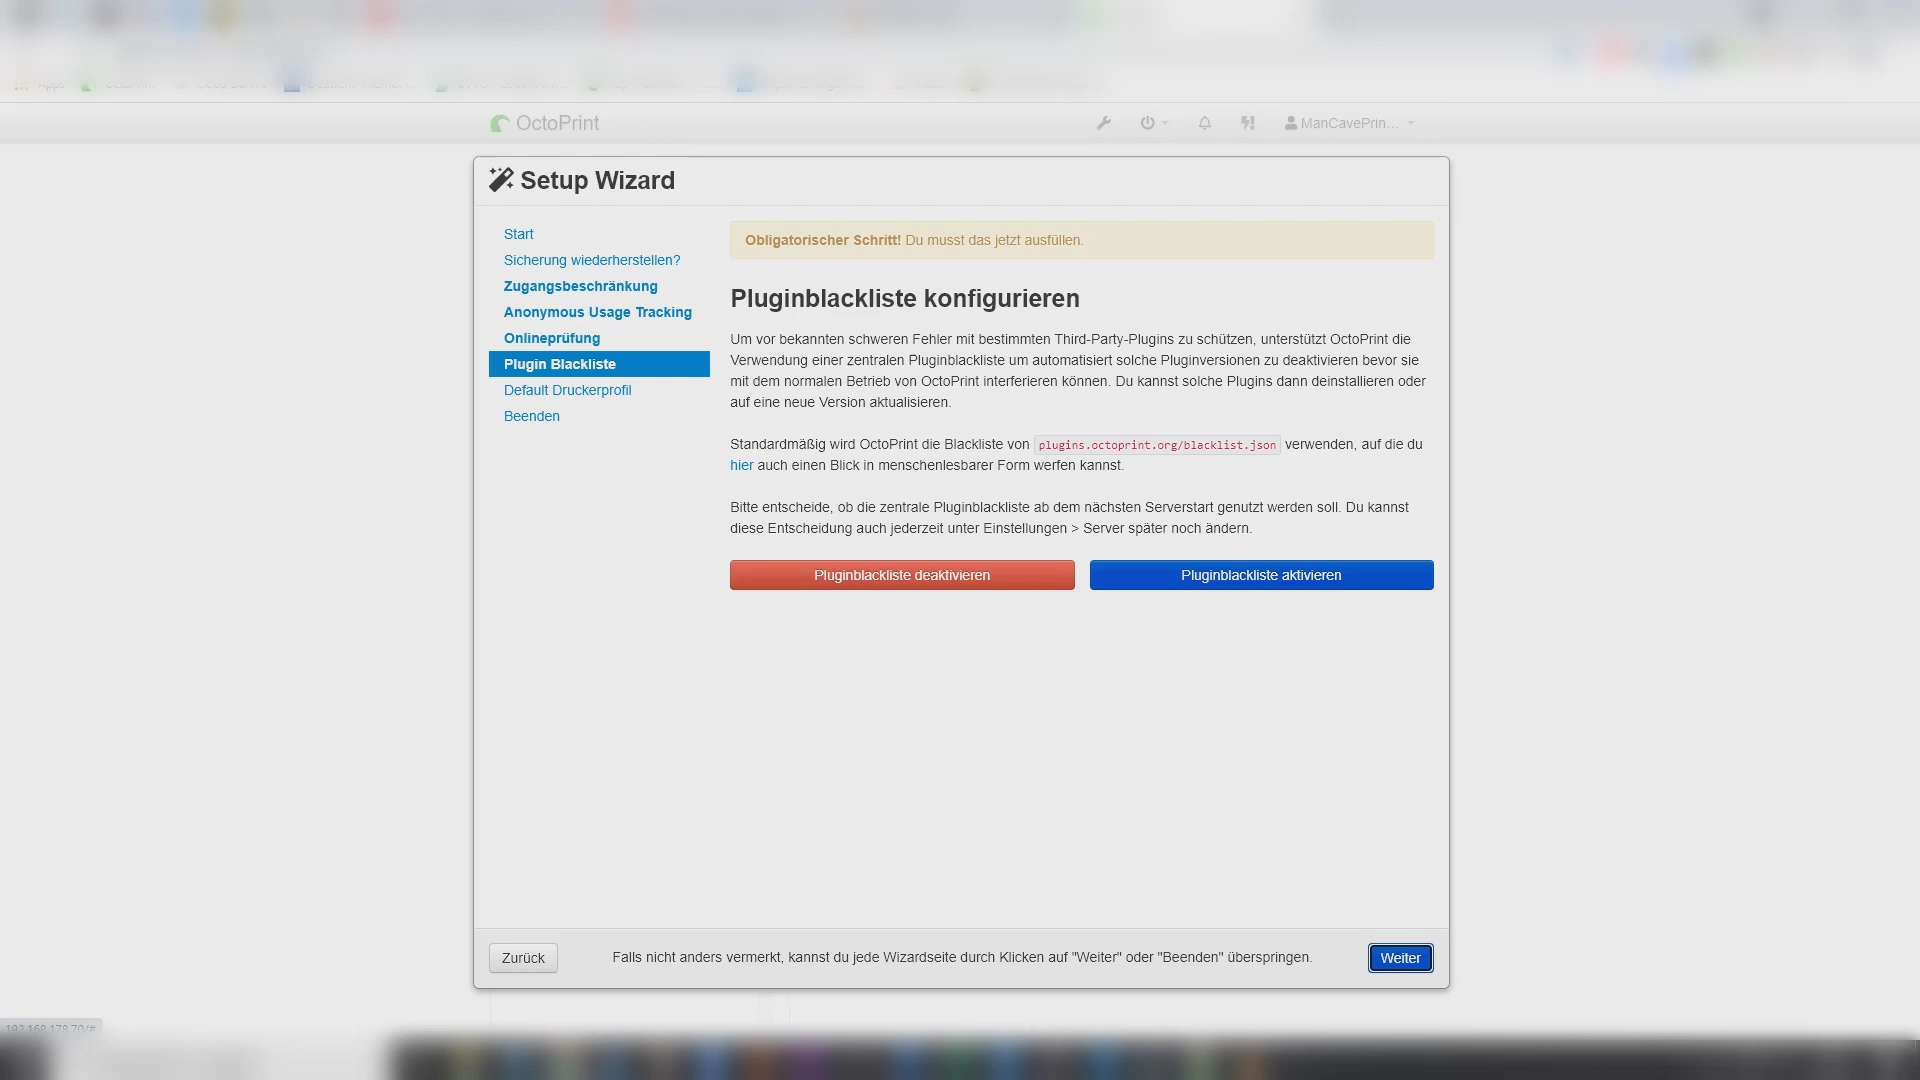 Apps
OctoPrint
OctoPrint
ManCavePrin...
Setup Wizard
Start
Sicherung wiederherstellen?
Zugangsbeschränkung
Anonymous Usage Tracking
Onlineprüfung
Plugin Blackliste
Default Druckerprofil
Beenden
Obligatorischer Schritt! Du musst das jetzt ausfüllen.
Pluginblackliste konfigurieren
Um vor bekannten schweren Fehler mit bestimmten Third-Party-Plugins zu schützen, unterstützt OctoPrint die
Verwendung einer zentralen Pluginblackliste um automatisiert solche Pluginversionen zu deaktivieren bevor sie
mit dem normalen Betrieb von OctoPrint interferieren können. Du kannst solche Plugins dann deinstallieren oder
auf eine neue Version aktualisieren.
Standardmäßig wird OctoPrint die Blackliste von plugins.octoprint.org/blacklist.json verwenden, auf die du
hier auch einen Blick in menschenlesbarer Form werfen kannst.
Bitte entscheide, ob die zentrale Pluginblackliste ab dem nächsten Serverstart genutzt werden soll. Du kannst
diese Entscheidung auch jederzeit unter Einstellungen > Server später noch ändern.
Pluginblackliste deaktivieren
Pluginblackliste aktivieren
Zurück
Falls nicht anders vermerkt, kannst du jede Wizardseite durch Klicken auf "Weiter" oder "Beenden" überspringen.
Weiter
192.168.178.70/#